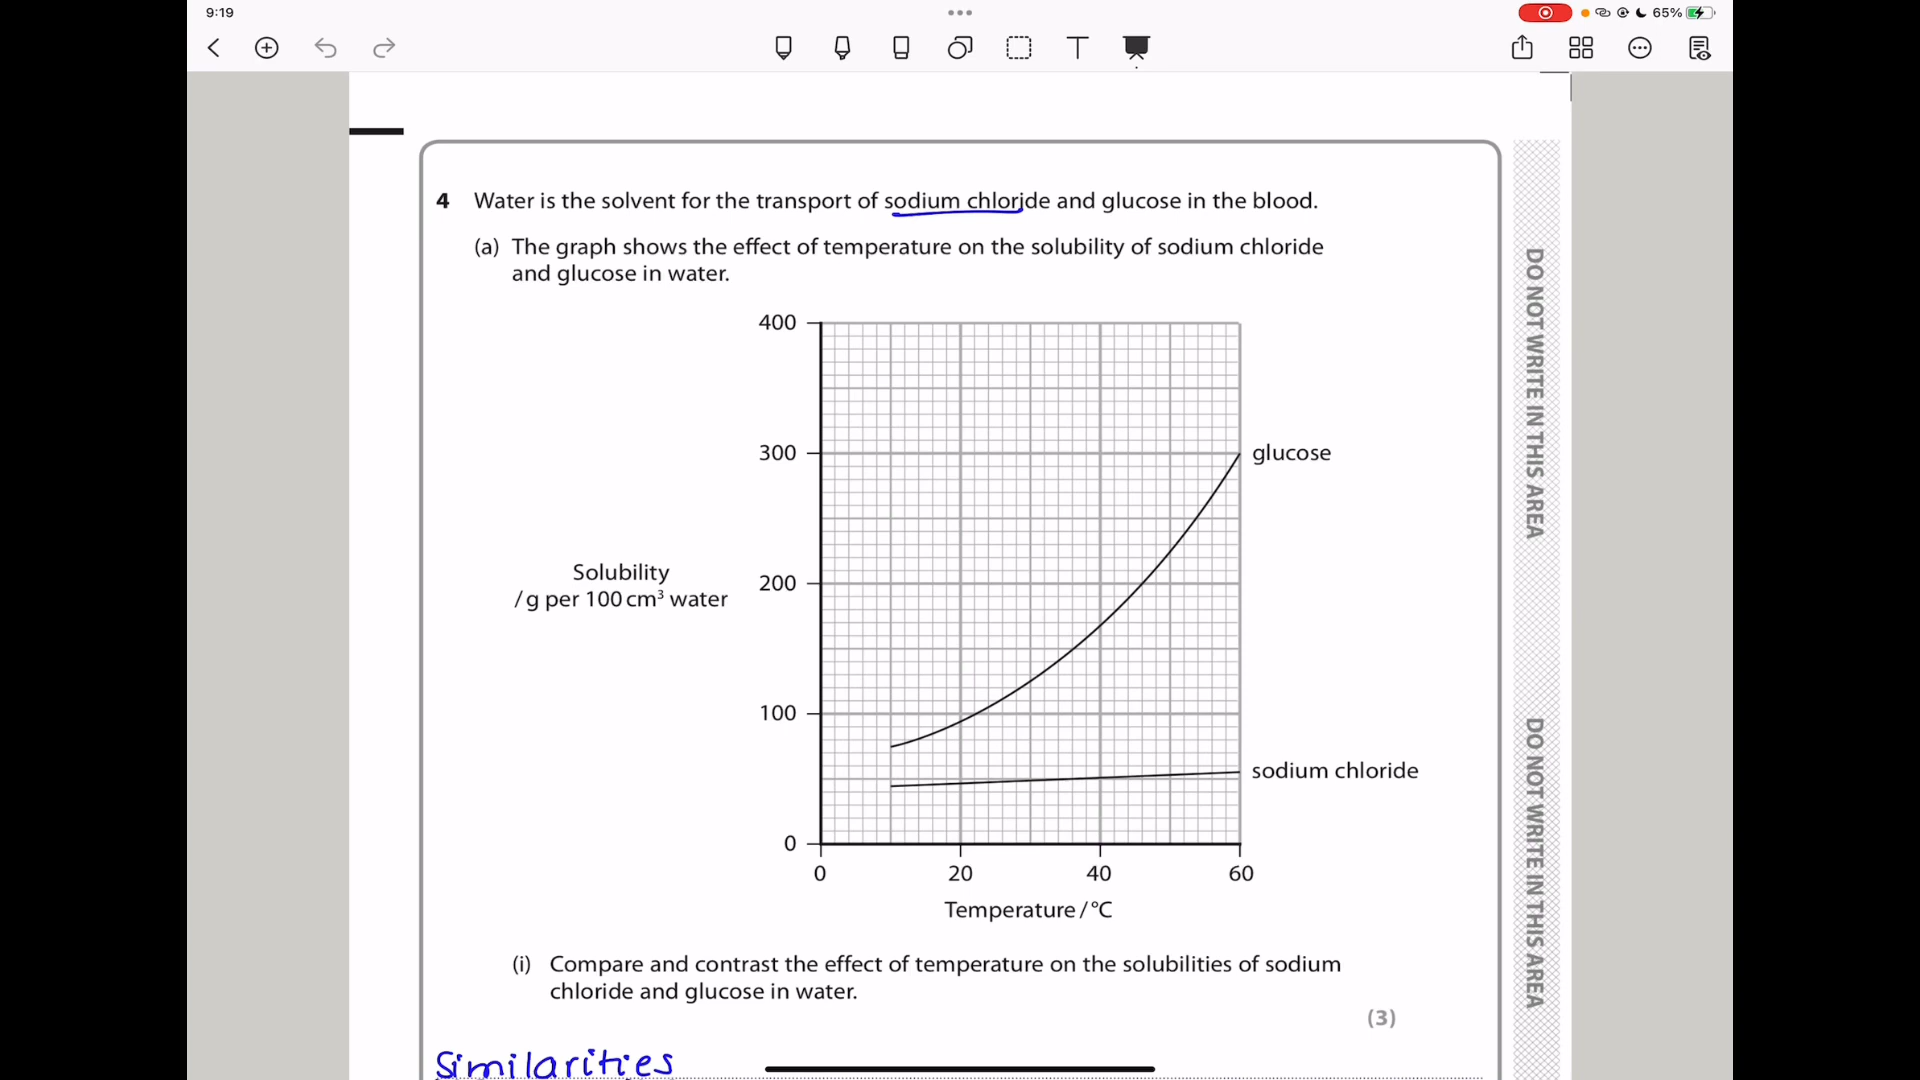 9:19
65%
4 Water is the solvent for the transport of sodium chloride and glucose in the blood.
(a) The graph shows the effect of temperature on the solubility of sodium chloride
and glucose in water.
400
300
glucose
Solubility
/ g per 100 cm³ water
200
100
sodium chloride
0
0 20 40 60
Temperature / °C
(i) Compare and contrast the effect of temperature on the solubilities of sodium
chloride and glucose in water.
(3)
Similarities
DO NOT WRITE IN THIS AREA
DO NOT WRITE IN THIS AREA